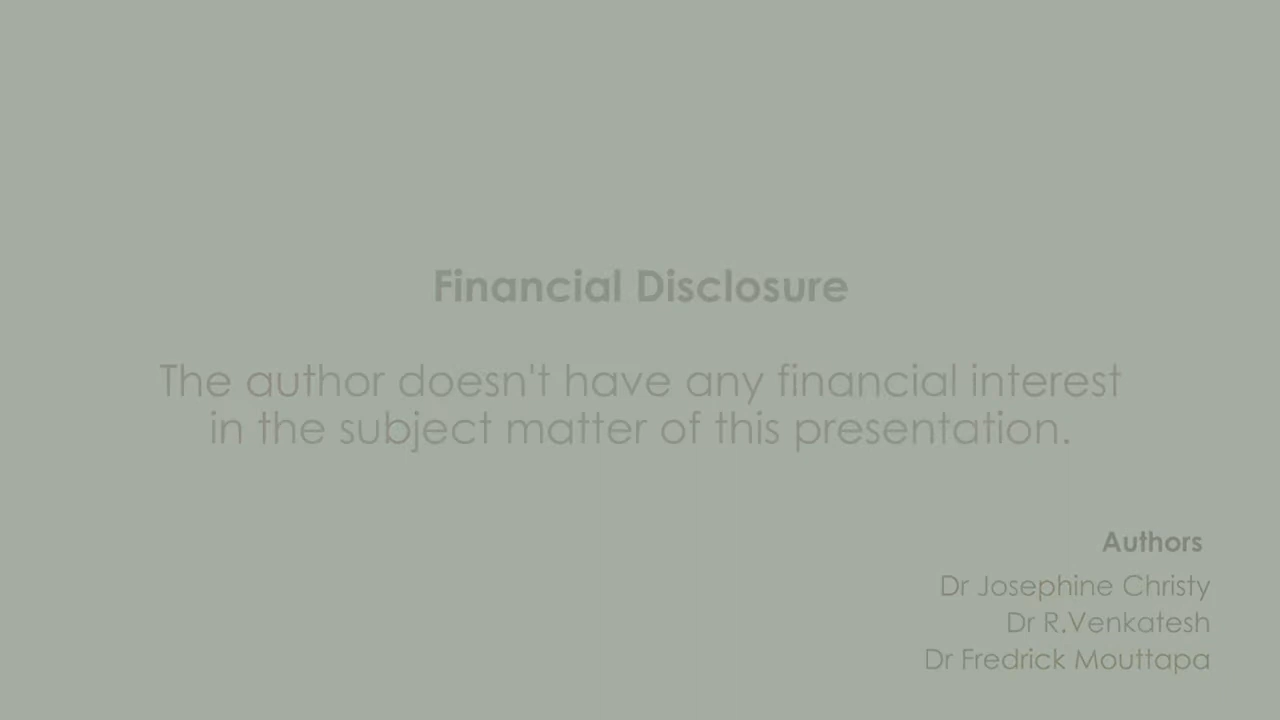 Financial Disclosure
The author doesn't have any financial interest
in the subject matter of this presentation.
Authors
Dr Josephine Christy
Dr R.Venkatesh
Dr Fredrick Mouttapa